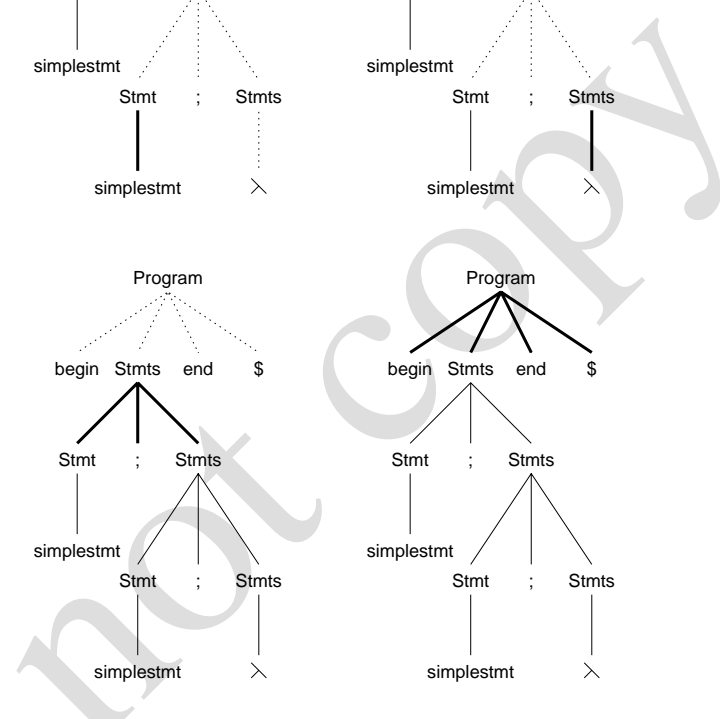 simplestmt simplestmt
Stmt ; Stmts Stmt ; Stmts
simplestmt λ simplestmt λ
Program Program
begin Stmts end $ begin Stmts end $
Stmt ; Stmts Stmt ; Stmts
simplestmt simplestmt
Stmt ; Stmts Stmt ; Stmts
simplestmt λ simplestmt λ
not copy